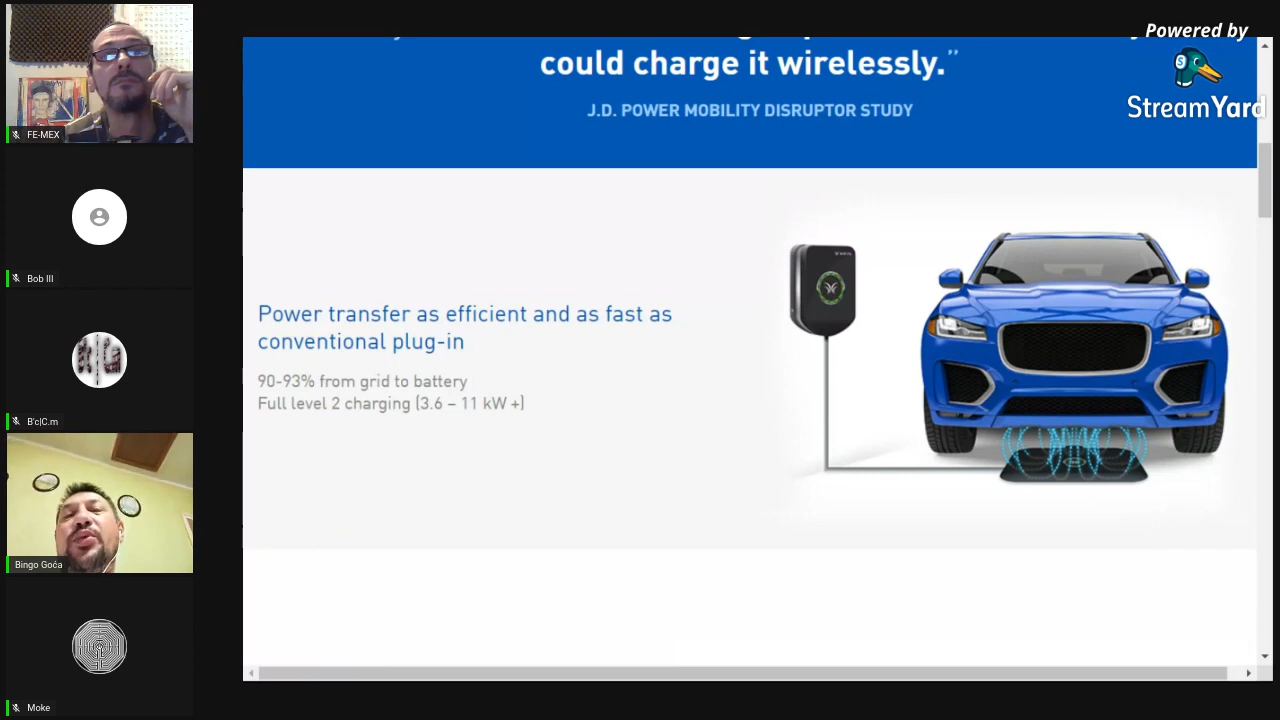 Powered by
StreamYard
could charge it wirelessly.”
J.D. POWER MOBILITY DISRUPTOR STUDY
Power transfer as efficient and as fast as
conventional plug-in
90-93% from grid to battery
Full level 2 charging (3.6 – 11 kW +)
FE-MEX
Bob III
B'c|C.m
Bingo Goća
Moke